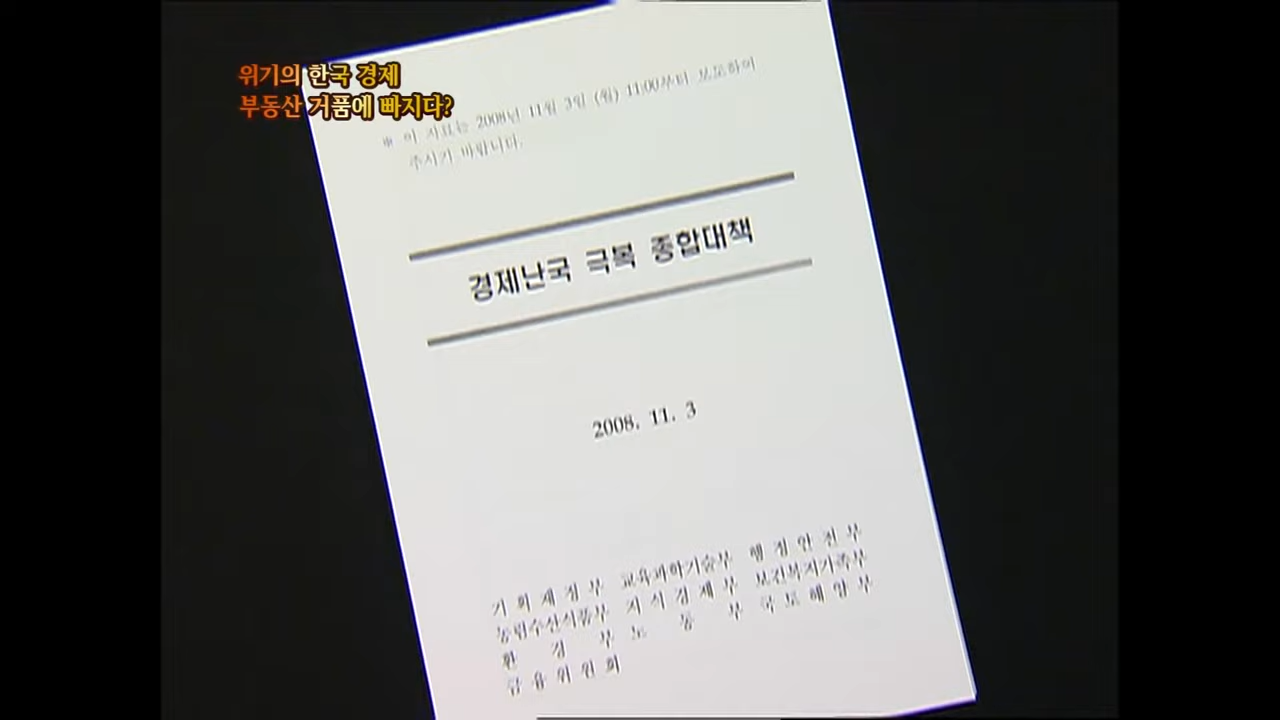 위기의 한국 경제
부동산 거품에 빠지다?
※ 이 자료는 2008년 11월 3일 (월) 11:00부터 보도하여
주시기 바랍니다.
경제난국 극복 종합대책
2008. 11. 3
기 획 재 정 부 교육과학기술부 행 정 안 전 부
농림수산식품부 지 식 경 제 부 보건복지가족부
환 경 부 노 동 부 국 토 해 양 부
금 융 위 원 회